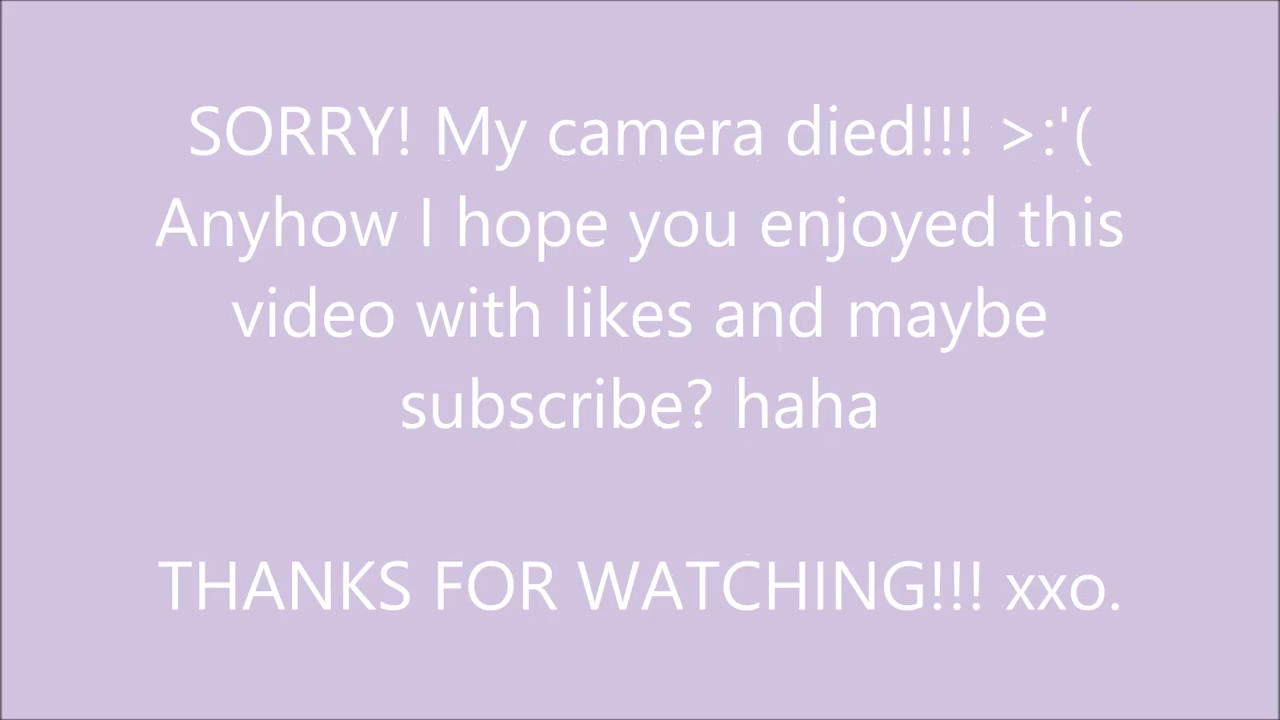 SORRY! My camera died!!! >:'(
Anyhow I hope you enjoyed this
video with likes and maybe
subscribe? haha
THANKS FOR WATCHING!!! xxo.